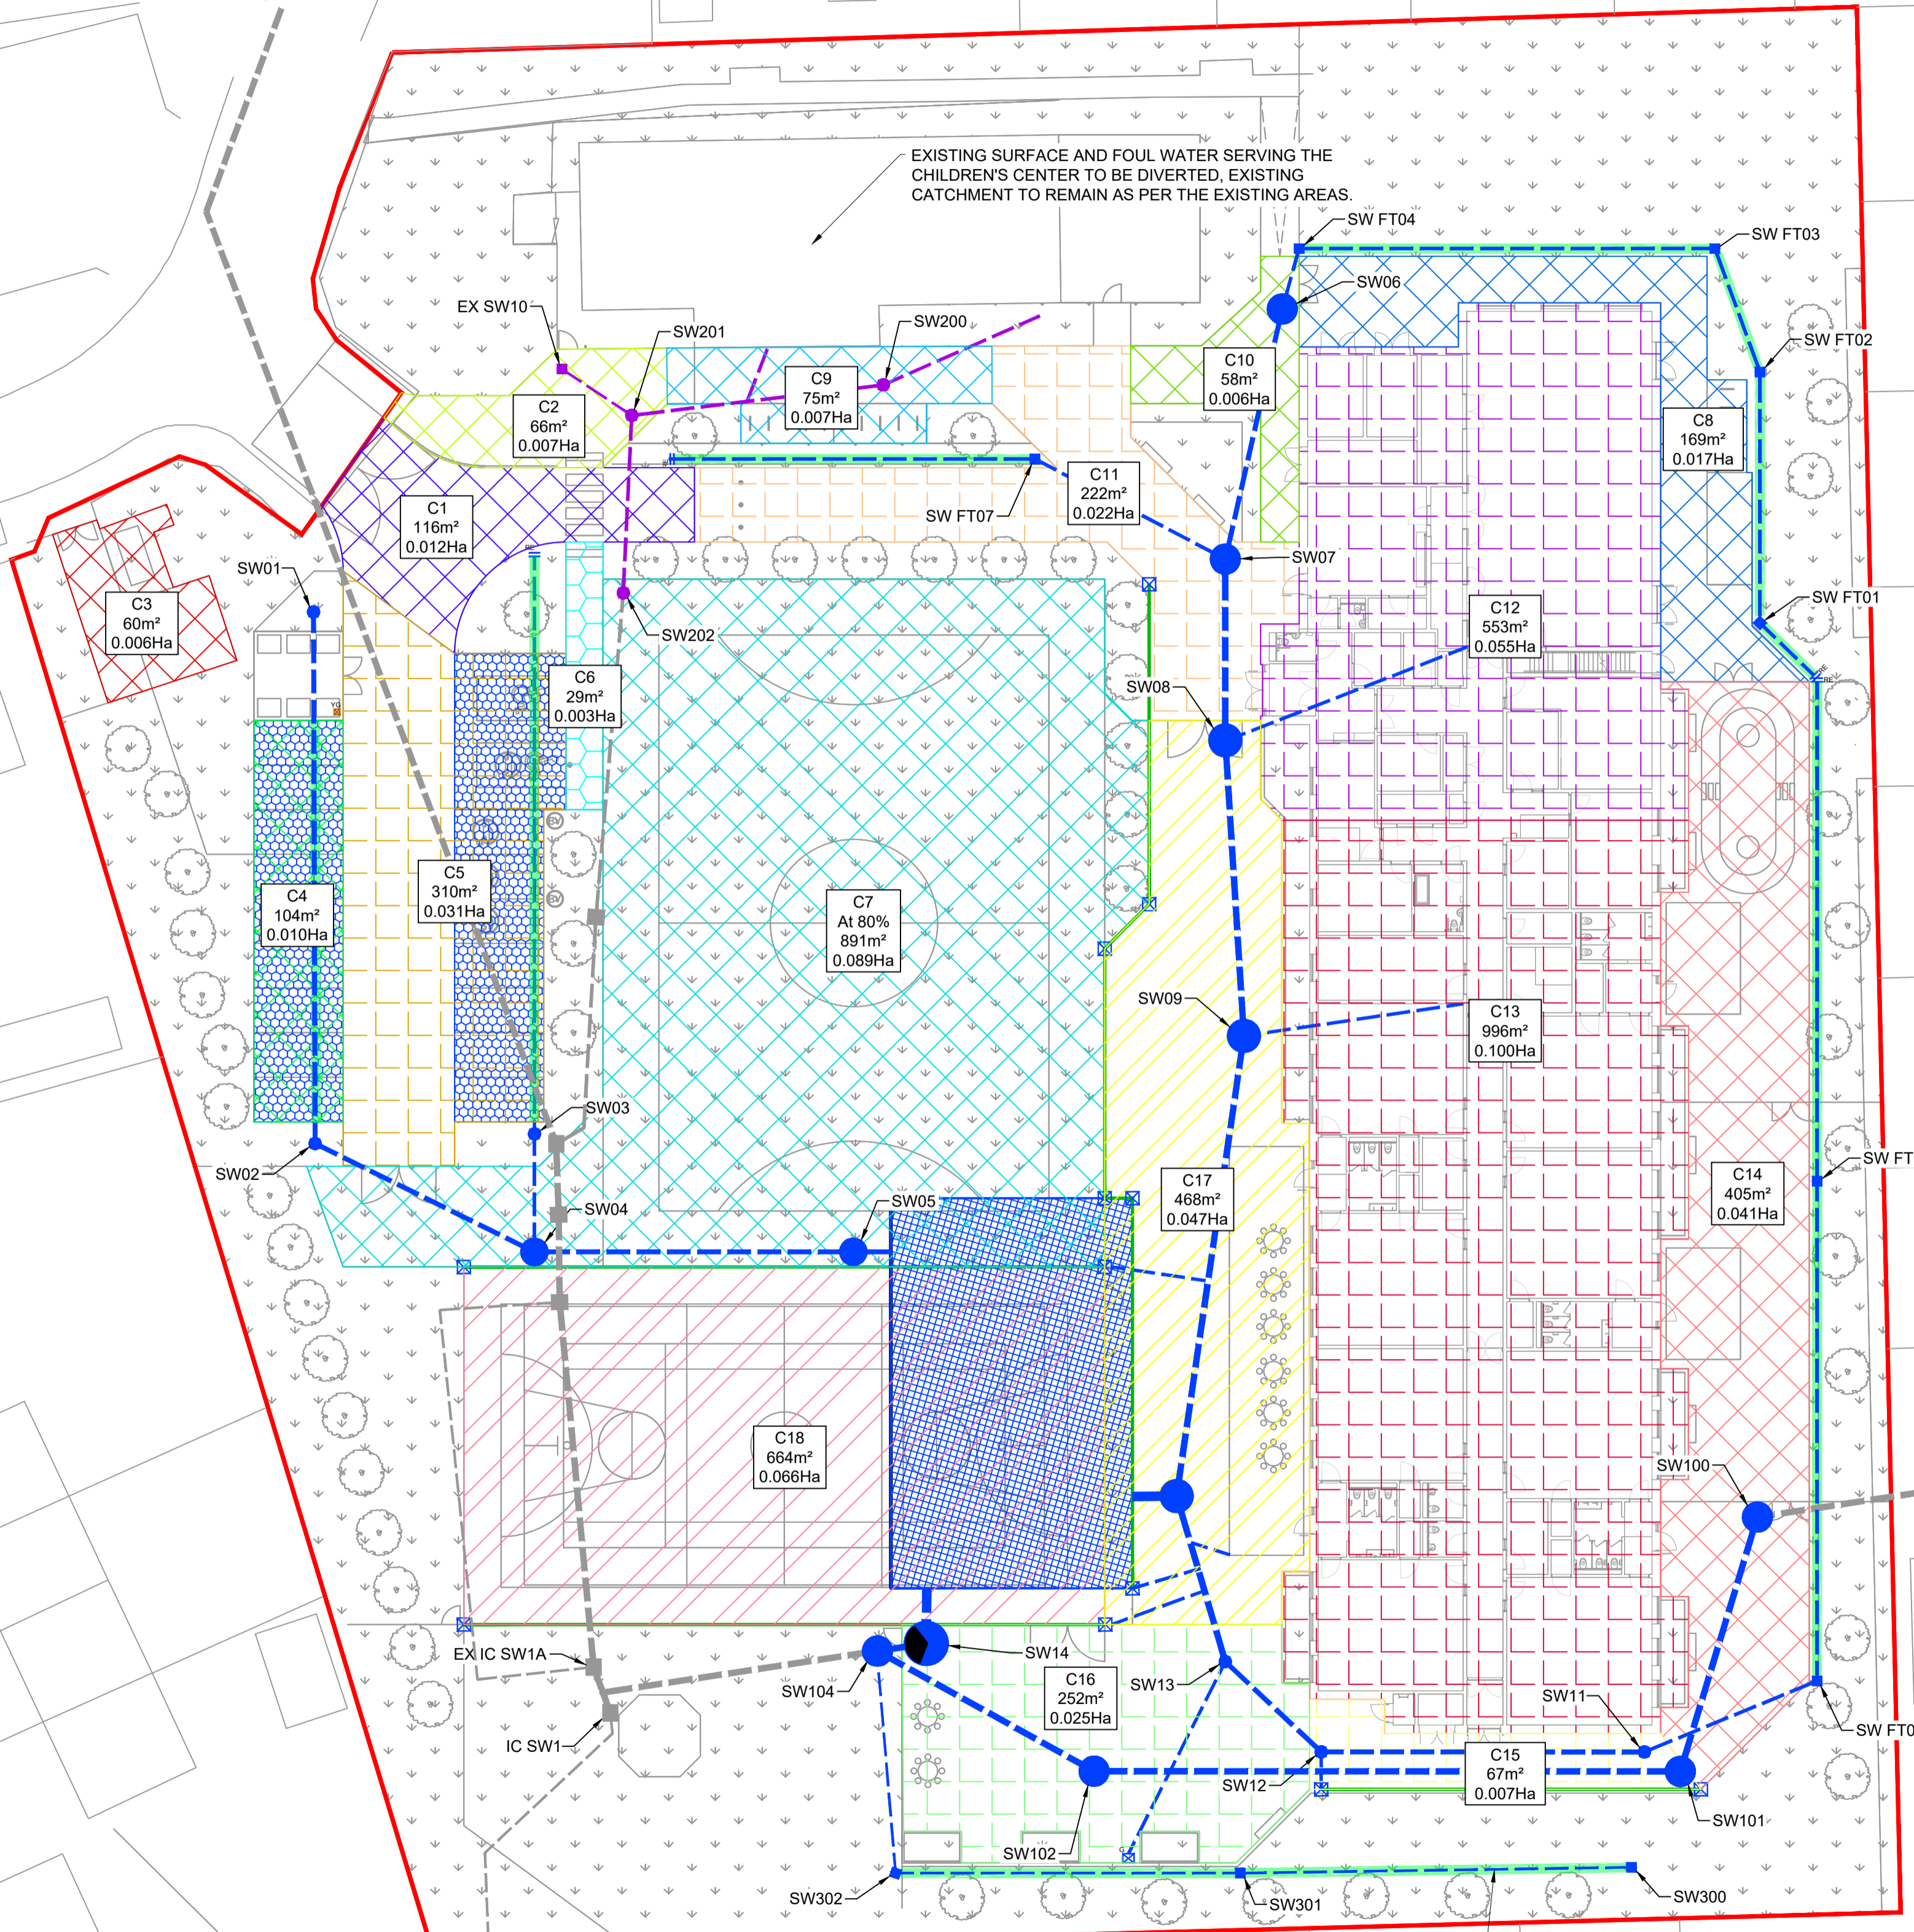 EXISTING SURFACE AND FOUL WATER SERVING THE
CHILDREN'S CENTER TO BE DIVERTED, EXISTING
CATCHMENT TO REMAIN AS PER THE EXISTING AREAS.
SW FT04
SW FT03
SW06
EX SW10
SW201
SW200
SW FT02
C10
58m²
0.006Ha
C9
75m²
0.007Ha
C2
66m²
0.007Ha
C8
169m²
0.017Ha
C11
222m²
0.022Ha
C1
116m²
0.012Ha
SW FT07
RE
SW07
SW01
SW FT01
C3
60m²
0.006Ha
C12
553m²
0.055Ha
SW202
RE
RE
C6
29m²
0.003Ha
SW08
YG
BV
C5
310m²
0.031Ha
C4
104m²
0.010Ha
BV
C7
At 80%
891m²
0.089Ha
SW09
C13
996m²
0.100Ha
SW03
SW02
SW FT
C14
405m²
0.041Ha
C17
468m²
0.047Ha
SW05
SW04
C18
664m²
0.066Ha
SW100
EX IC SW1A
SW14
SW104
C16
252m²
0.025Ha
SW13
SW11
IC SW1
SW FT0
SW12
C15
67m²
0.007Ha
SW101
SW102
G
SW302
SW301
SW300